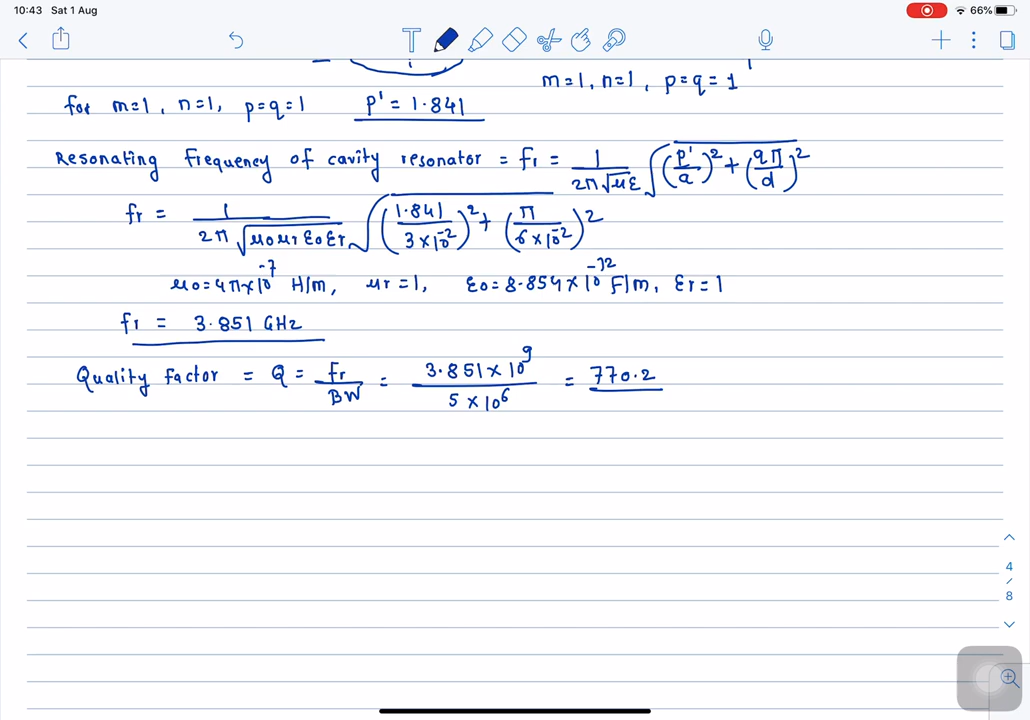 10:43 Sat 1 Aug 66%
T
m=1, n=1, p=q=1
for m=1, n=1, p=q=1 p'=1.841
Resonating frequency of cavity resonator = fr = 1/(2π√με) √((p'/a)² + (qπ/d)²)
fr = 1/(2π√μ0μrε0εr) √((1.841/3×10⁻²)² + (π/6×10⁻²)²)
μ0=4π×10⁻⁷ H/m, μr=1, ε0=8.854×10⁻¹² F/m, εr=1
fr = 3.851 GHz
Quality factor = Q = fr/BW = 3.851×10⁹/5×10⁶ = 770.2
4
/
8